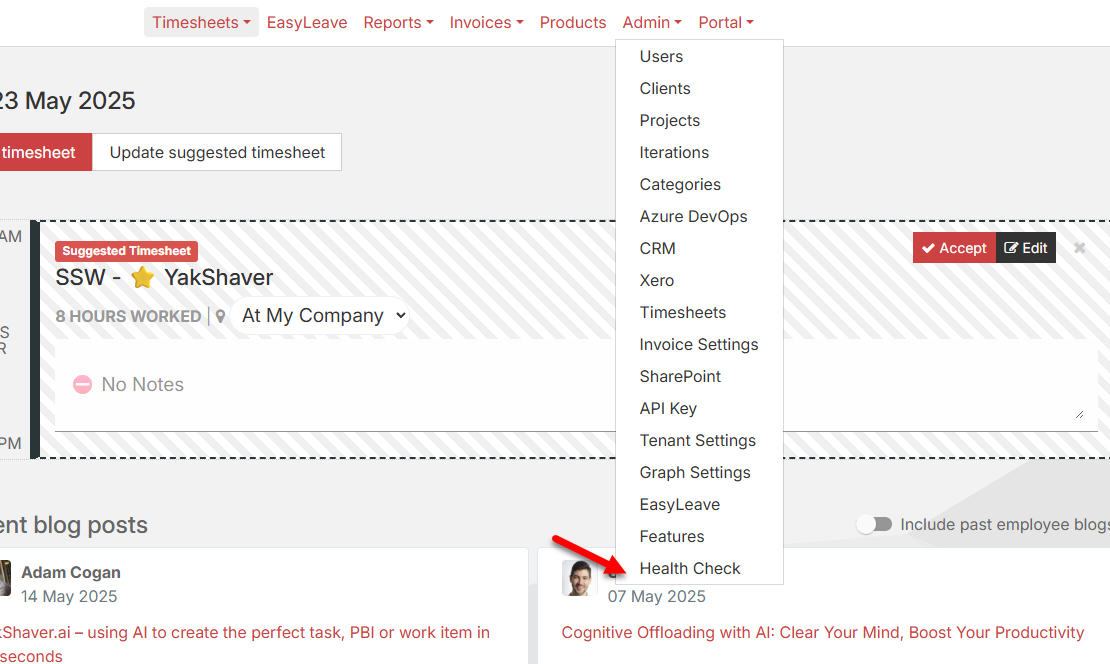 Timesheets EasyLeave Reports Invoices Products Admin Portal
Users
Clients
Projects
Iterations
Categories
Azure DevOps
CRM
Xero
Timesheets
Invoice Settings
SharePoint
API Key
Tenant Settings
Graph Settings
EasyLeave
Features
Health Check
23 May 2025
timesheet Update suggested timesheet
AM
S
R
PM
Suggested Timesheet
Accept Edit
SSW - ⭐ YakShaver
8 HOURS WORKED | At My Company
No Notes
ent blog posts
Include past employee blogs
Adam Cogan
14 May 2025
kShaver.ai – using AI to create the perfect task, PBI or work item in
seconds
07 May 2025
Cognitive Offloading with AI: Clear Your Mind, Boost Your Productivity